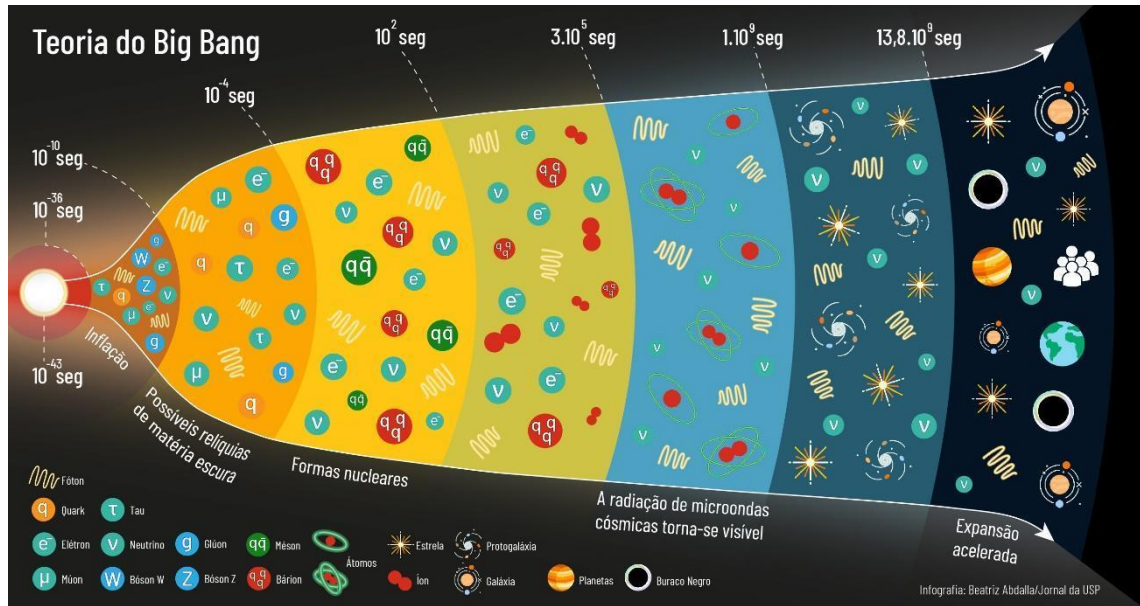 Teoria do Big Bang
10⁻⁴³ seg
10⁻³⁶ seg
10⁻¹⁰ seg
10⁻⁴ seg
10² seg
3.10⁵ seg
1.10⁹ seg
13,8.10⁹ seg
Inflação
Possíveis relíquias
de matéria escura
Formas nucleares
A radiação de microondas
cósmicas torna-se visível
Expansão
acelerada
Fóton
q Quark
τ Tau
e⁻ Elétron
ν Neutrino
g Glúon
qq̄ Méson
Átomos
Estrela
Protogaláxia
μ Múon
W Bóson W
Z Bóson Z
qqq Bárion
Íon
Galáxia
Planetas
Buraco Negro
Infografia: Beatriz Abdalla/Jornal da USP